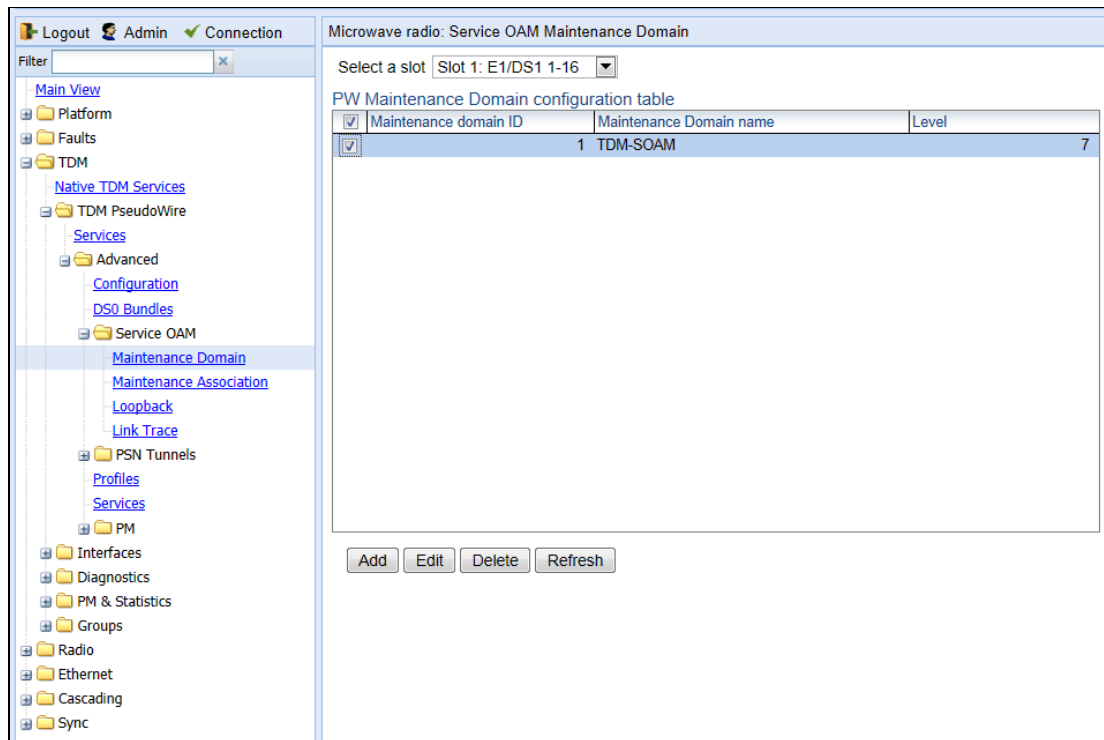 Logout Admin Connection
Filter
Main View
Platform
Faults
TDM
Native TDM Services
TDM PseudoWire
Services
Advanced
Configuration
DS0 Bundles
Service OAM
Maintenance Domain
Maintenance Association
Loopback
Link Trace
PSN Tunnels
Profiles
Services
PM
Interfaces
Diagnostics
PM & Statistics
Groups
Radio
Ethernet
Cascading
Sync
Microwave radio: Service OAM Maintenance Domain
Select a slot Slot 1: E1/DS1 1-16
PW Maintenance Domain configuration table
Maintenance domain ID Maintenance Domain name Level
1 TDM-SOAM 7
Add Edit Delete Refresh